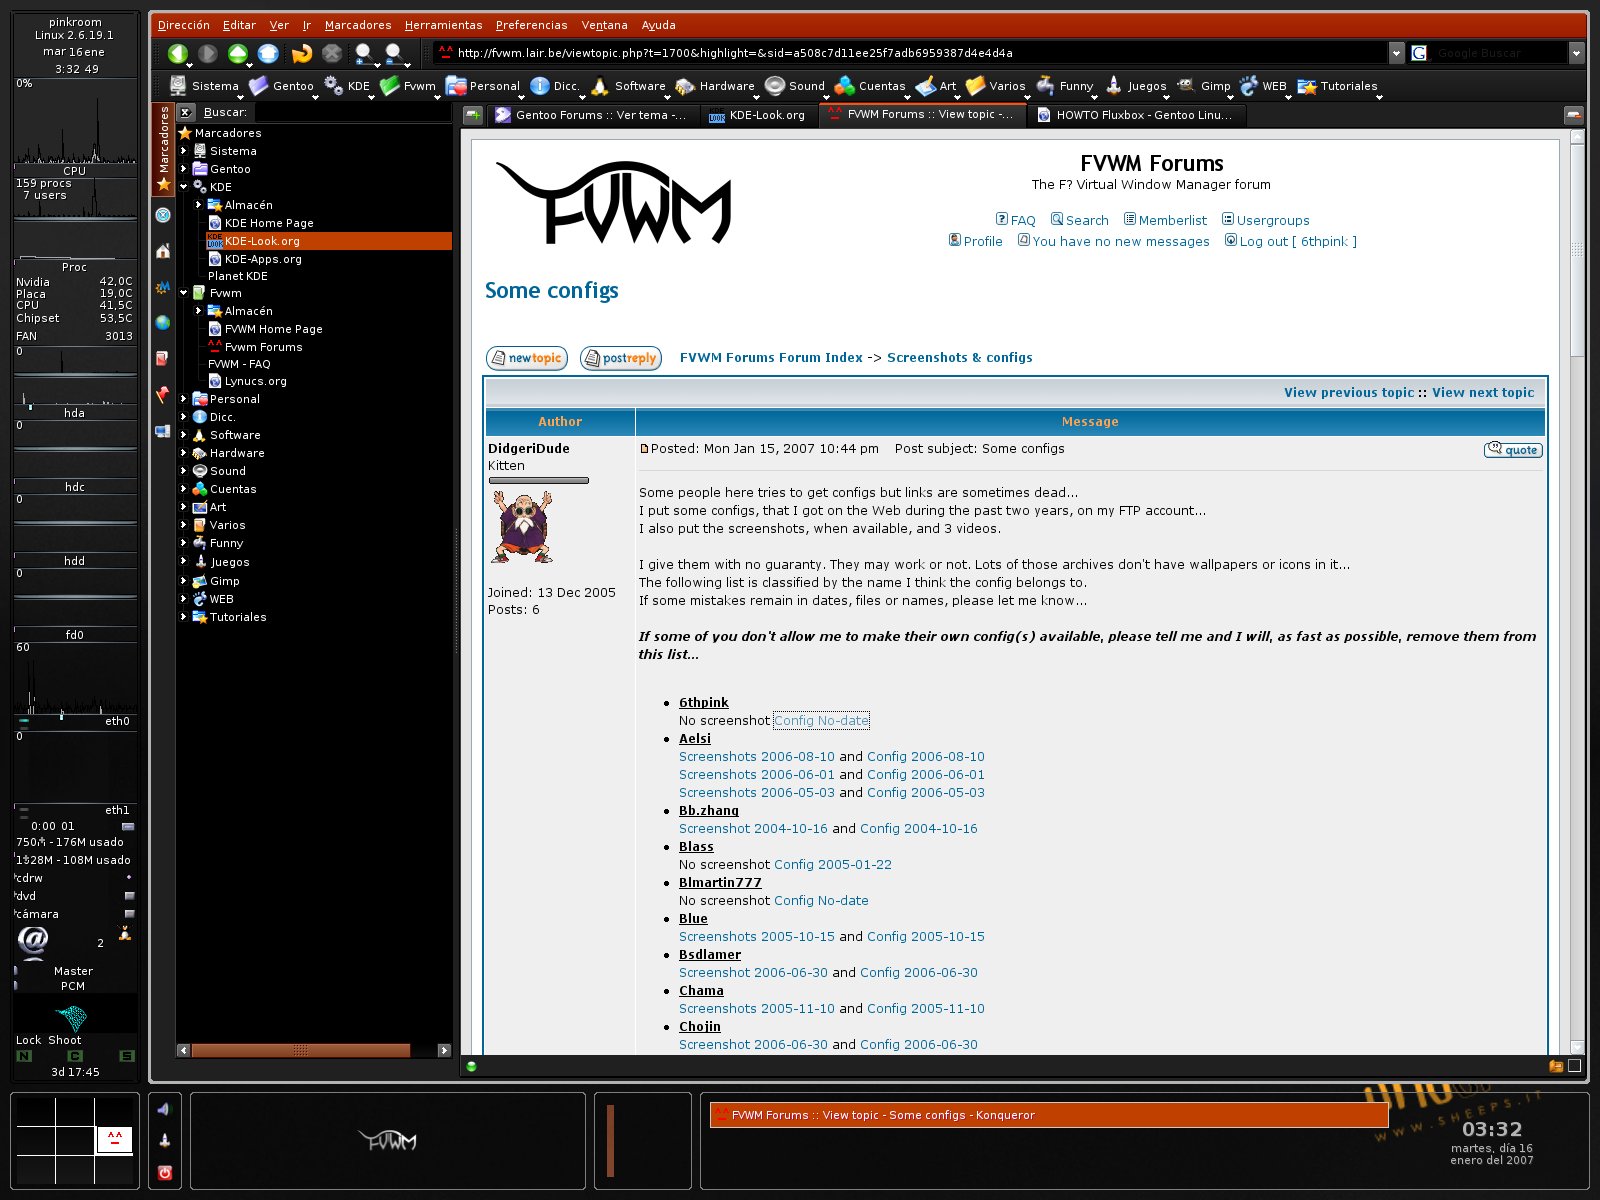 pinkroom
Linux 2.6.19.1
mar 16 ene
3:32 49
0%
CPU
159 procs
7 users
Proc
Nvidia 42,0C
Placa 19,0C
CPU 41,5C
Chipset 53,5C
FAN 3013
0
hda
0
hdc
0
hdd
0
fd0
60
eth0
0
eth1
0:00 01
- 176M usado
- 108M usado
cdrw
dvd
cámara
2
Master
PCM
Lock Shoot
N C S
3d 17:45
Dirección Editar Ver Ir Marcadores Herramientas Preferencias Ventana Ayuda
http://fvwm.lair.be/viewtopic.php?t=1700&highlight=&sid=a508c7d11ee25f7adb6959387d4e4d4a
G Google Buscar
Sistema Gentoo KDE Fvwm Personal Dicc. Software Hardware Sound Cuentas Art Varios Funny Juegos Gimp WEB Tutoriales
Marcadores
Buscar:
Marcadores
Sistema
Gentoo
KDE
Almacén
KDE Home Page
KDE-Look.org
KDE-Apps.org
Planet KDE
Fvwm
Almacén
FVWM Home Page
Fvwm Forums
FVWM - FAQ
Lynucs.org
Personal
Dicc.
Software
Hardware
Sound
Cuentas
Art
Varios
Funny
Juegos
Gimp
WEB
Tutoriales
Gentoo Forums :: Ver tema -...
KDE-Look.org
FVWM Forums :: View topic -...
HOWTO Fluxbox - Gentoo Linu...
FVWM
FVWM Forums
The F? Virtual Window Manager forum
FAQ Search Memberlist Usergroups
Profile You have no new messages Log out [ 6thpink ]
Some configs
newtopic postreply FVWM Forums Forum Index -> Screenshots & configs
View previous topic :: View next topic
Author Message
DidgeriDude
Kitten
Joined: 13 Dec 2005
Posts: 6
Posted: Mon Jan 15, 2007 10:44 pm Post subject: Some configs
quote
Some people here tries to get configs but links are sometimes dead...
I put some configs, that I got on the Web during the past two years, on my FTP account...
I also put the screenshots, when available, and 3 videos.
I give them with no guaranty. They may work or not. Lots of those archives don't have wallpapers or icons in it...
The following list is classified by the name I think the config belongs to.
If some mistakes remain in dates, files or names, please let me know...
If some of you don't allow me to make their own config(s) available, please tell me and I will, as fast as possible, remove them from
this list...
6thpink
No screenshot Config No-date
Aelsi
Screenshots 2006-08-10 and Config 2006-08-10
Screenshots 2006-06-01 and Config 2006-06-01
Screenshots 2006-05-03 and Config 2006-05-03
Bb.zhang
Screenshot 2004-10-16 and Config 2004-10-16
Blass
No screenshot Config 2005-01-22
Blmartin777
No screenshot Config No-date
Blue
Screenshots 2005-10-15 and Config 2005-10-15
Bsdlamer
Screenshot 2006-06-30 and Config 2006-06-30
Chama
Screenshots 2005-11-10 and Config 2005-11-10
Chojin
Screenshot 2006-06-30 and Config 2006-06-30
FVWM
FVWM Forums :: View topic - Some configs - Konqueror
WWW.SHEEPS.IT
03:32
martes, día 16
enero del 2007